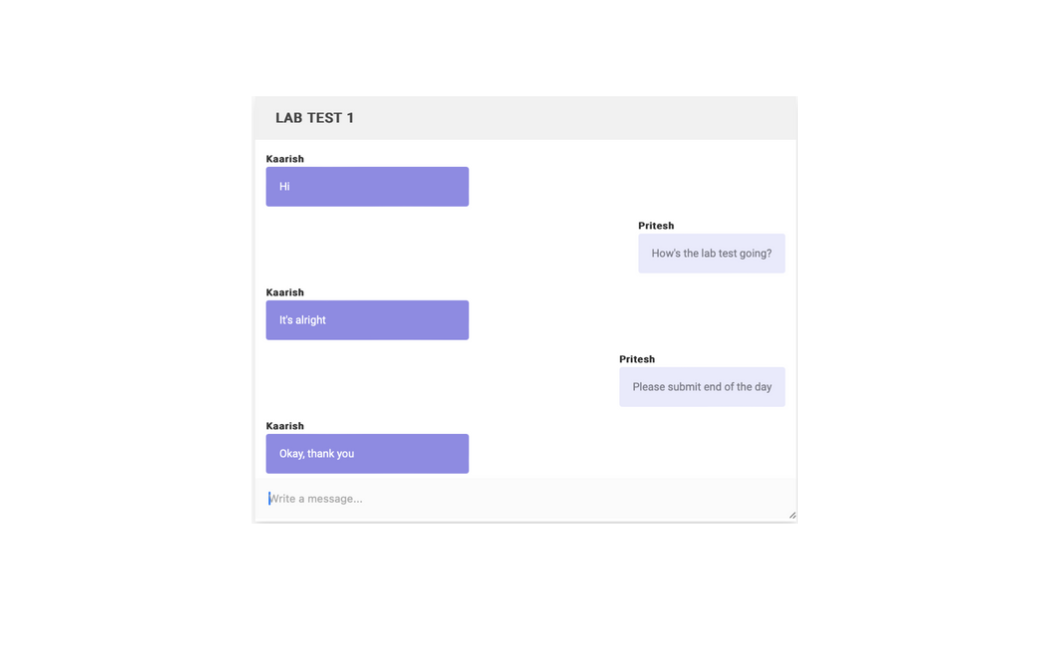 LAB TEST 1
Kaarish
Hi
Pritesh
How's the lab test going?
Kaarish
It's alright
Pritesh
Please submit end of the day
Kaarish
Okay, thank you
Write a message...